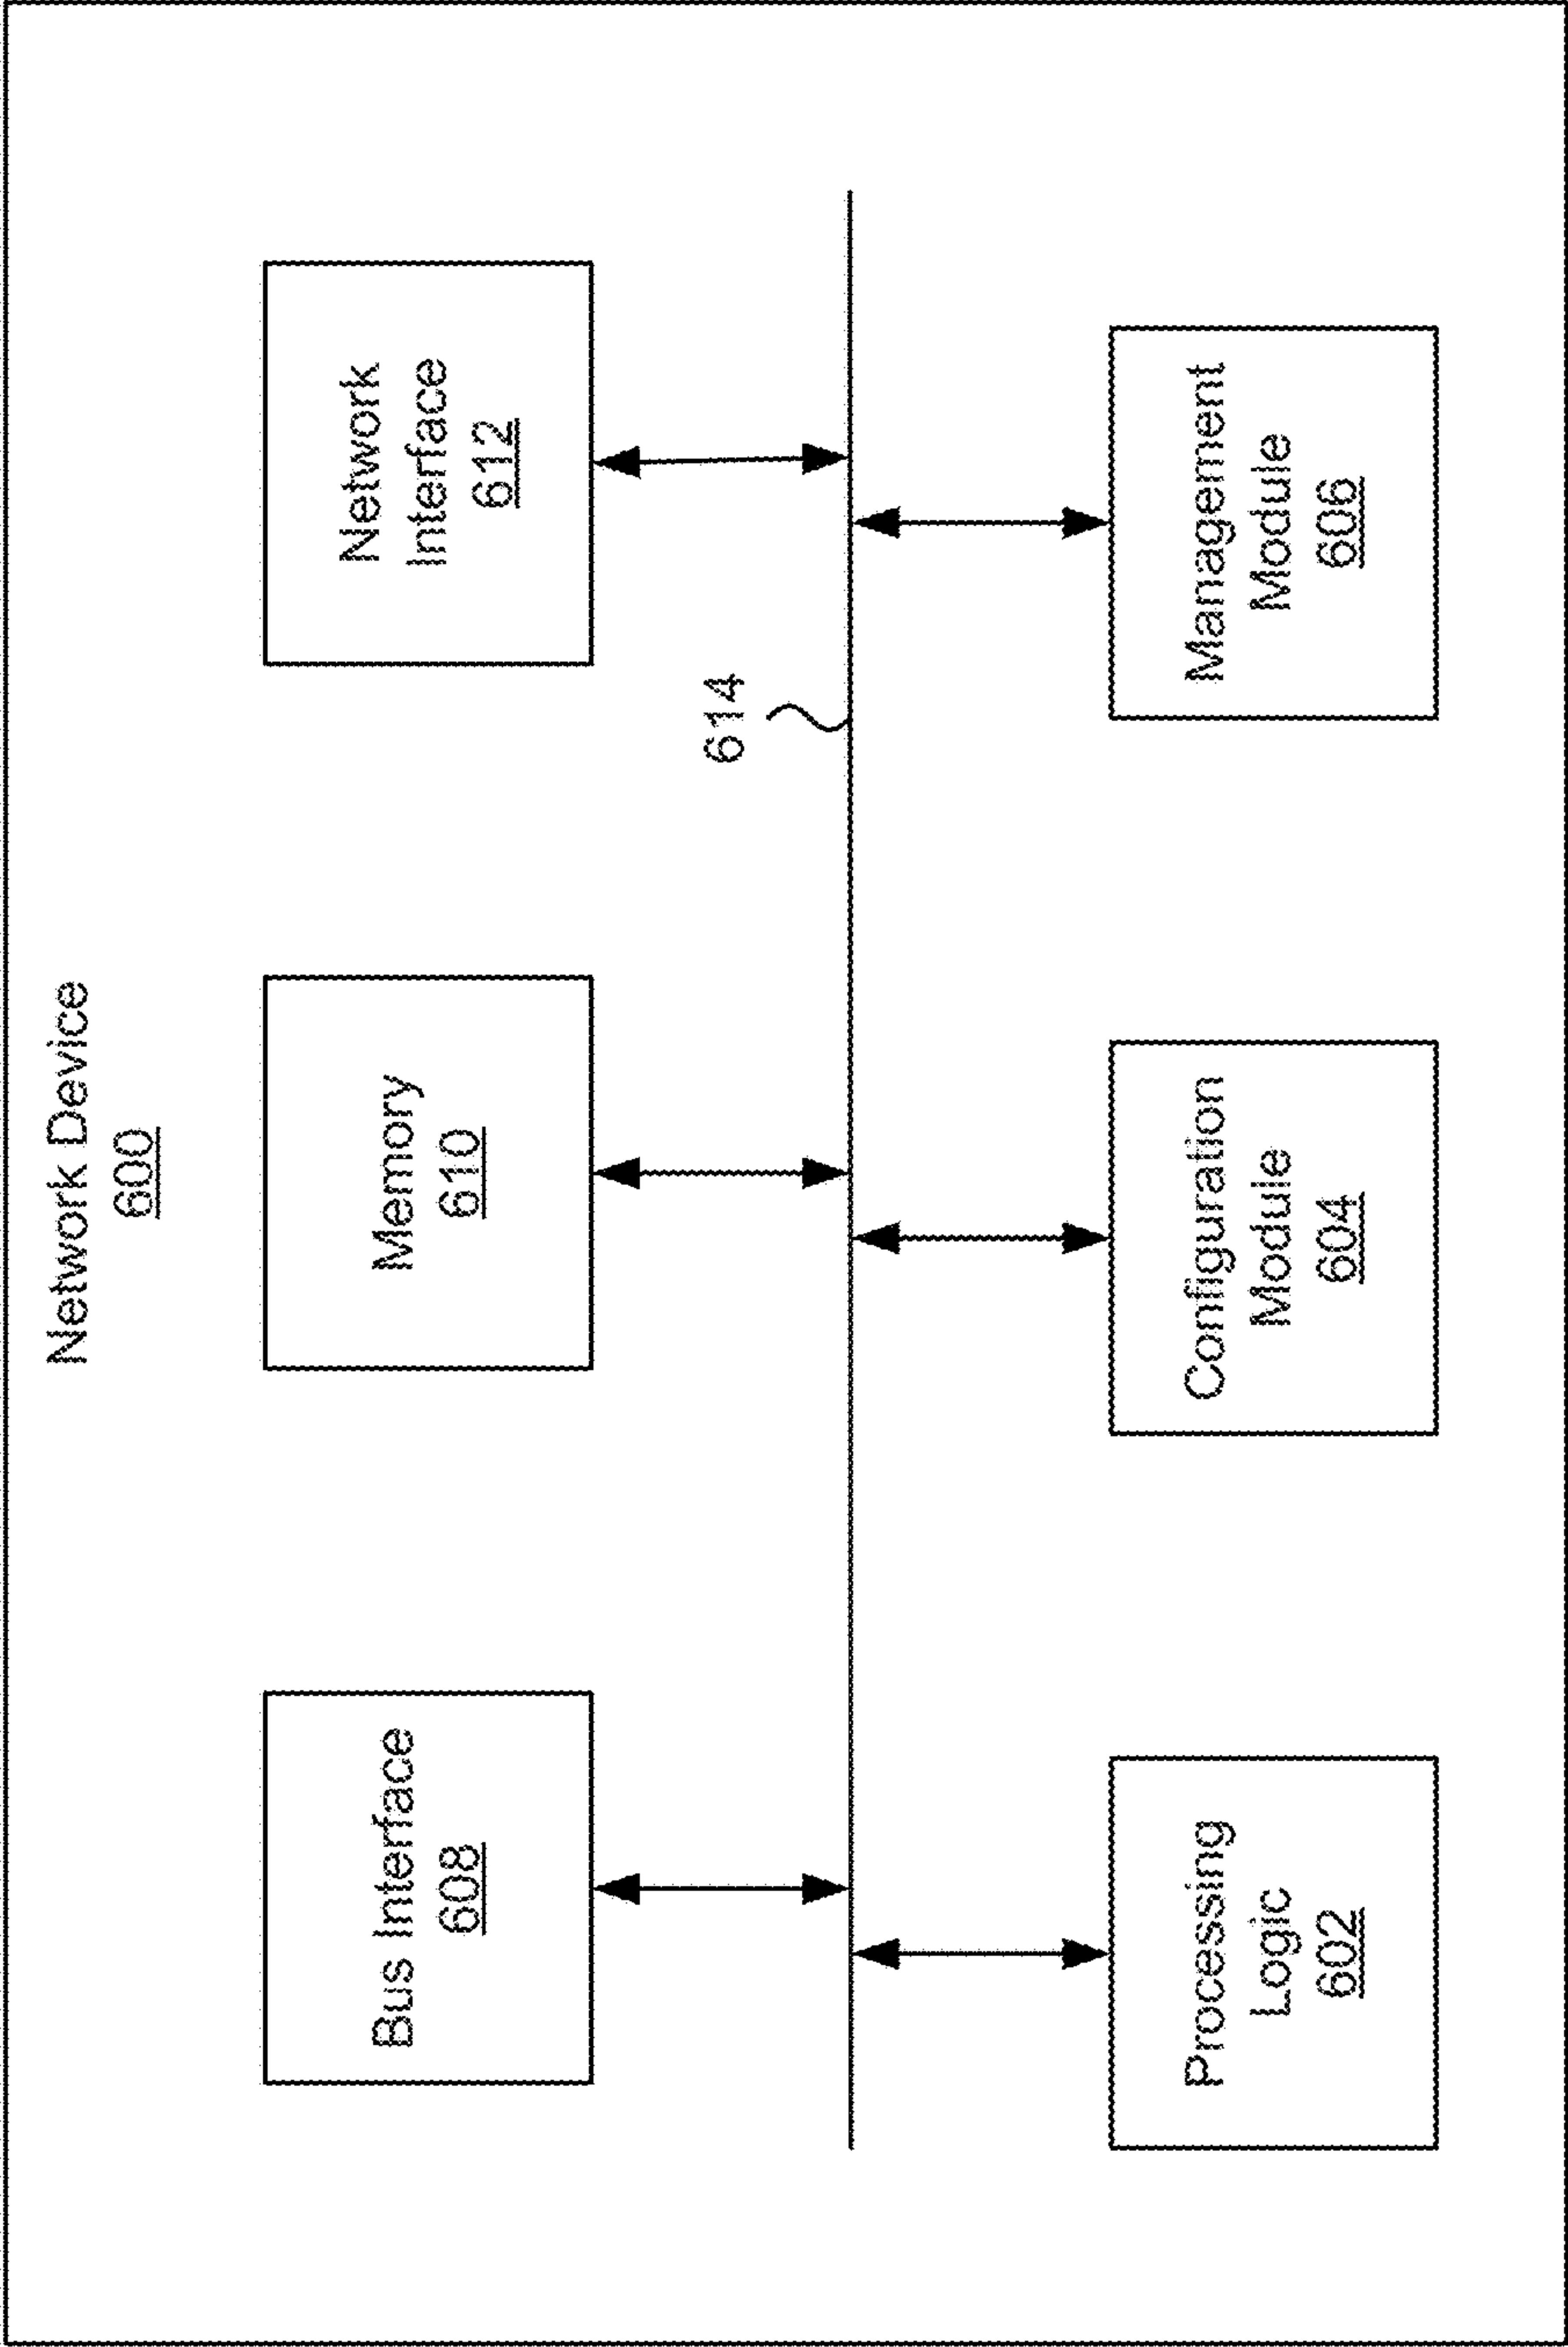 Network Device
600
Bus Interface
608
Memory
610
Network
Interface
612
614
Processing
Logic
602
Configuration
Module
604
Management
Module
606